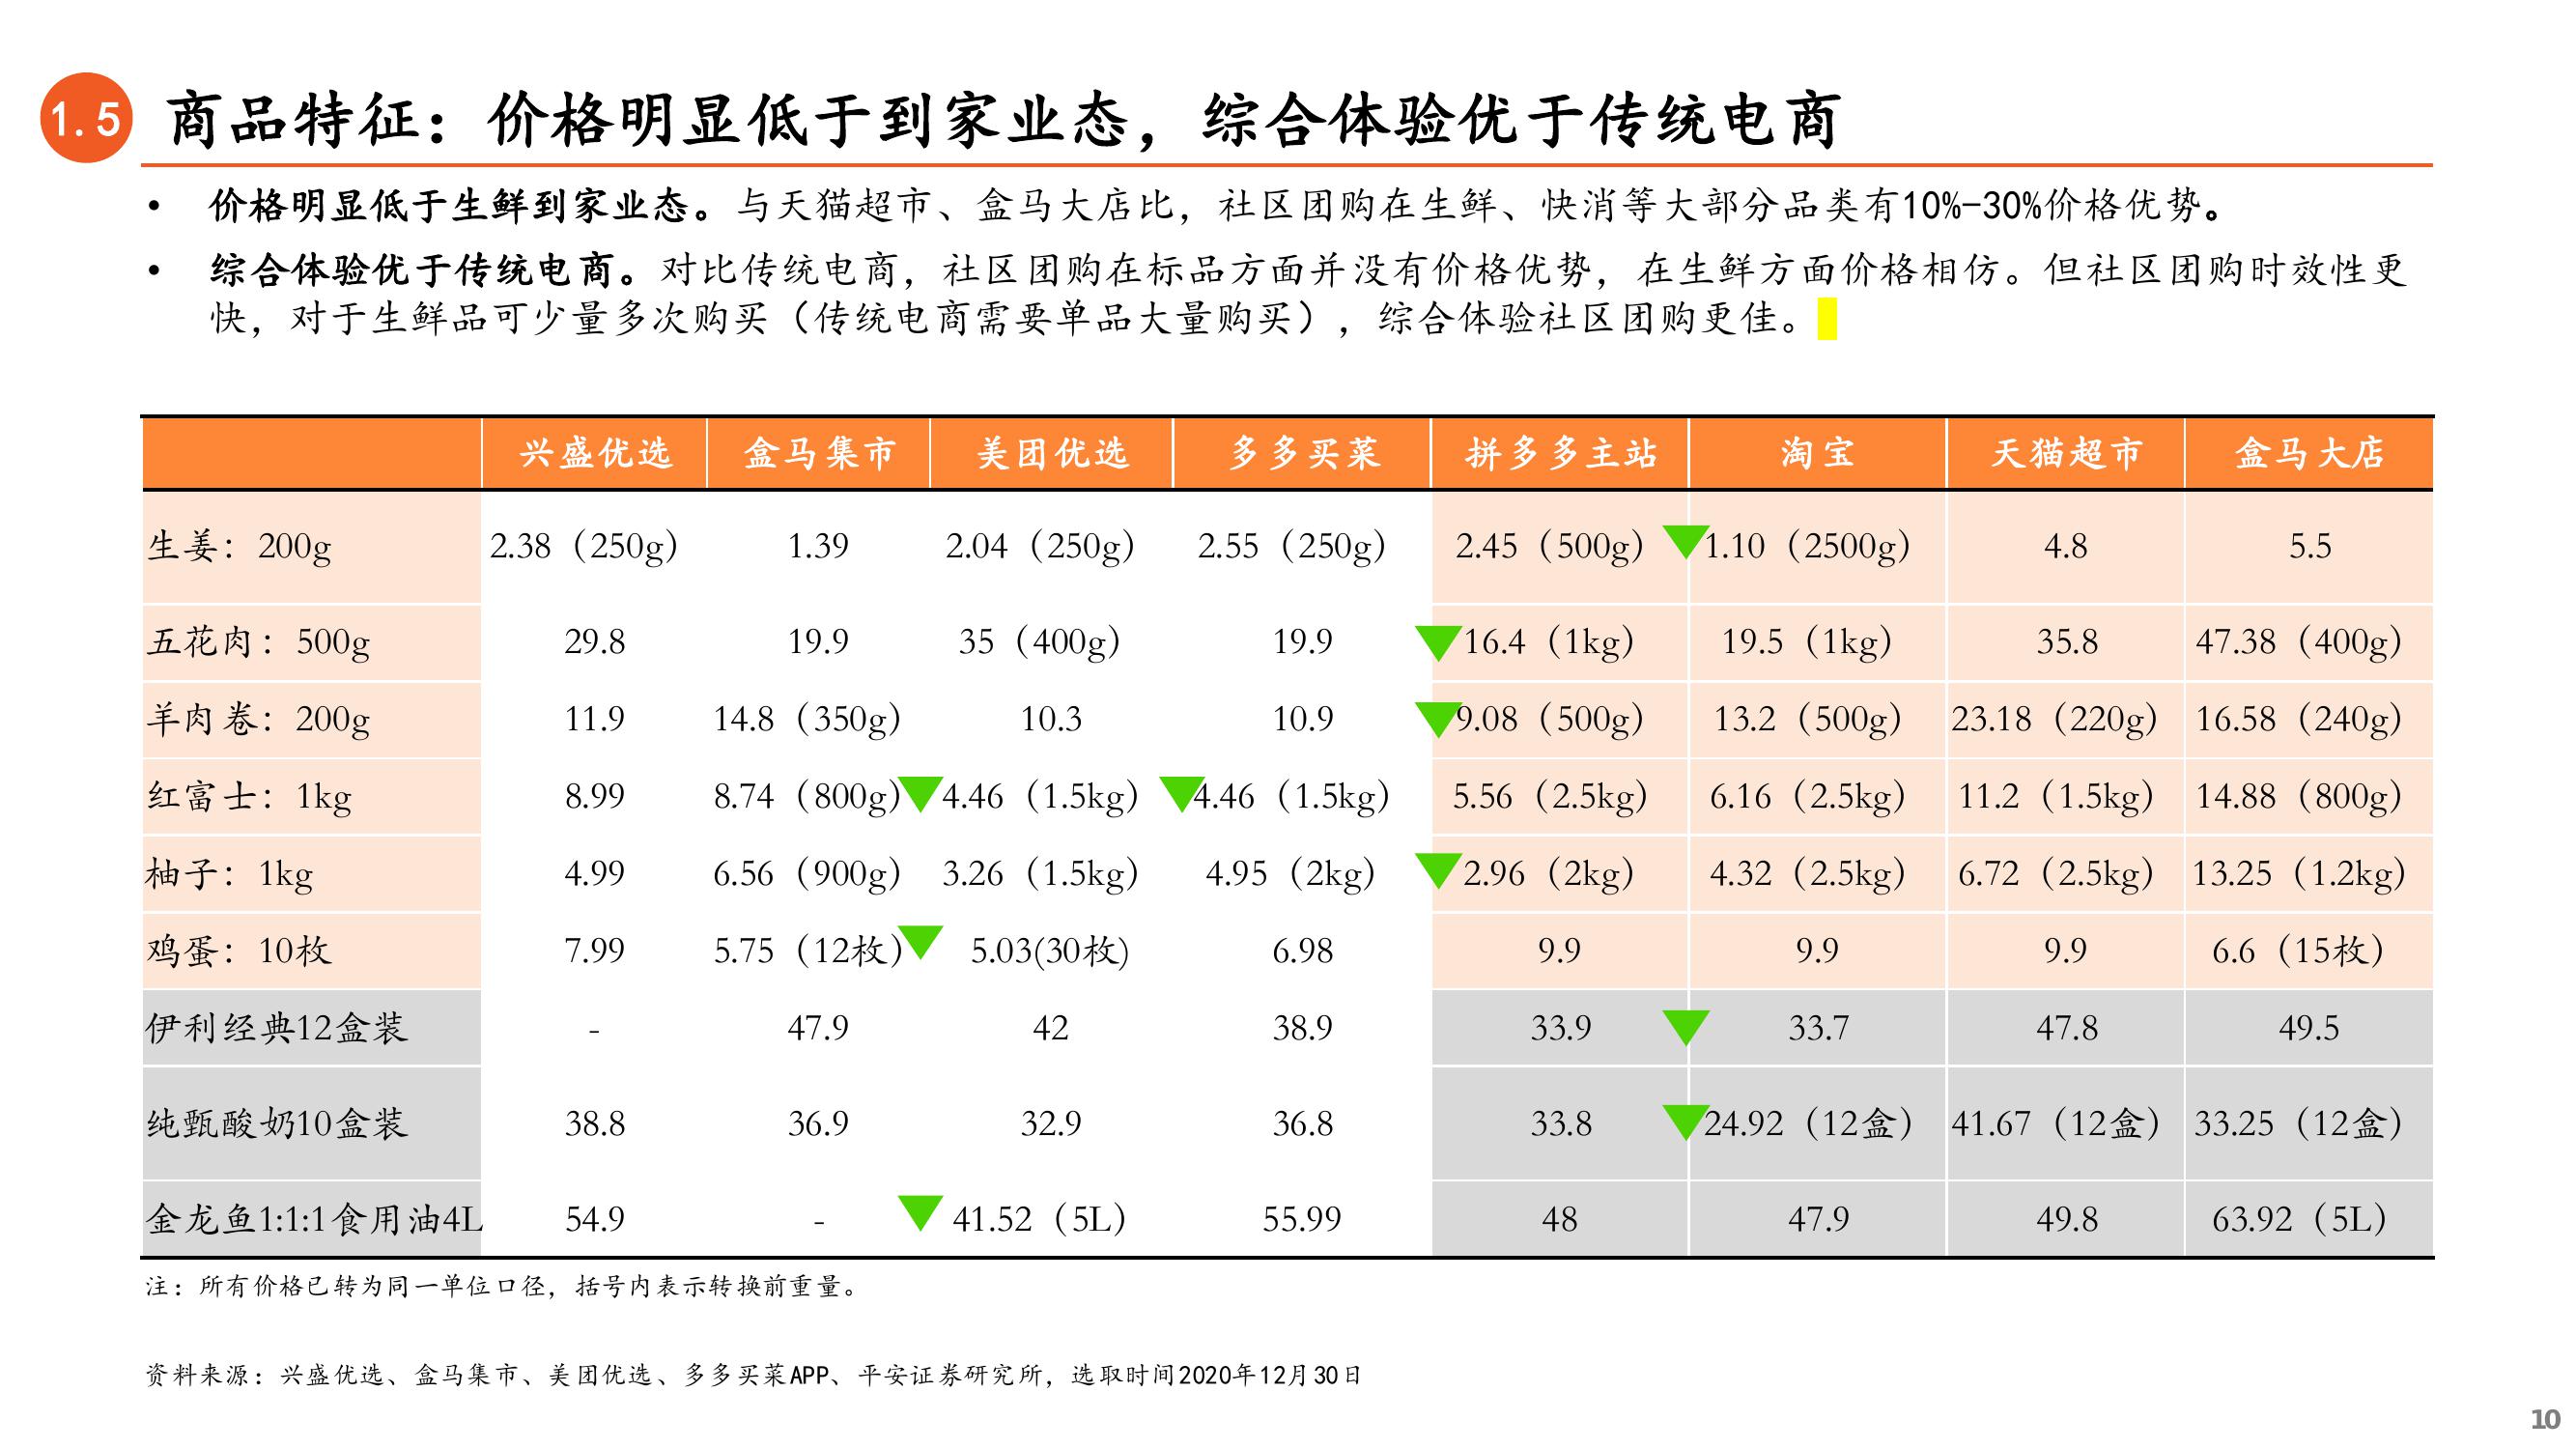 1.5 商品特征：价格明显低于到家业态，综合体验优于传统电商
• 价格明显低于生鲜到家业态。与天猫超市、盒马大店比，社区团购在生鲜、快消等大部分品类有10%-30%价格优势。
• 综合体验优于传统电商。对比传统电商，社区团购在标品方面并没有价格优势，在生鲜方面价格相仿。但社区团购时效性更
快，对于生鲜品可少量多次购买（传统电商需要单品大量购买），综合体验社区团购更佳。
兴盛优选 盒马集市 美团优选 多多买菜 拼多多主站 淘宝 天猫超市 盒马大店
生姜：200g 2.38（250g） 1.39 2.04（250g） 2.55（250g） 2.45（500g） 1.10（2500g） 4.8 5.5
五花肉：500g 29.8 19.9 35（400g） 19.9 16.4（1kg） 19.5（1kg） 35.8 47.38（400g）
羊肉卷：200g 11.9 14.8（350g） 10.3 10.9 9.08（500g） 13.2（500g） 23.18（220g） 16.58（240g）
红富士：1kg 8.99 8.74（800g） 4.46（1.5kg） 4.46（1.5kg） 5.56（2.5kg） 6.16（2.5kg） 11.2（1.5kg） 14.88（800g）
柚子：1kg 4.99 6.56（900g） 3.26（1.5kg） 4.95（2kg） 2.96（2kg） 4.32（2.5kg） 6.72（2.5kg） 13.25（1.2kg）
鸡蛋：10枚 7.99 5.75（12枚） 5.03(30枚) 6.98 9.9 9.9 9.9 6.6（15枚）
伊利经典12盒装 - 47.9 42 38.9 33.9 33.7 47.8 49.5
纯甄酸奶10盒装 38.8 36.9 32.9 36.8 33.8 24.92（12盒） 41.67（12盒） 33.25（12盒）
金龙鱼1:1:1食用油4L 54.9 - 41.52（5L） 55.99 48 47.9 49.8 63.92（5L）
注：所有价格已转为同一单位口径，括号内表示转换前重量。
资料来源：兴盛优选、盒马集市、美团优选、多多买菜APP、平安证券研究所，选取时间2020年12月30日
10